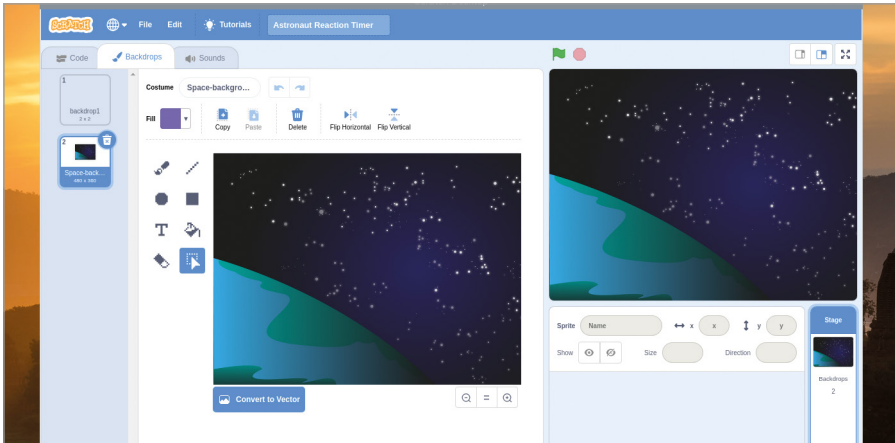 SCRATCH File Edit Tutorials Astronaut Reaction Timer
Code Backdrops Sounds
1
backdrop1
2 x 2
2
Space-back...
480 x 360
Costume Space-backgro...
Fill Copy Paste Delete Flip Horizontal Flip Vertical
T
Convert to Vector
Sprite Name x x y y
Show Size Direction
Stage
Backdrops
2